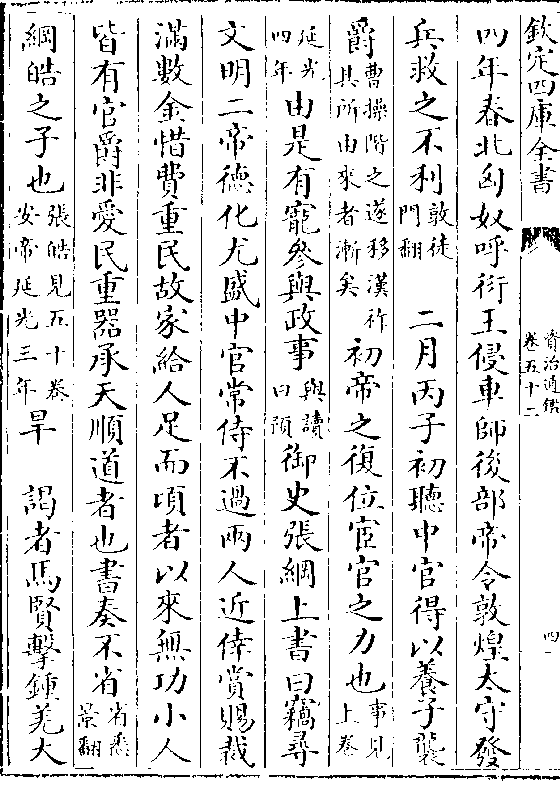 欽定四庫全書
資治通鑑
卷五十二
四
四年春北匈奴呼衍王侵車師後部帝令敦煌太守發
兵救之不利敦徒門翻　二月丙子初聽中官得以養子襲
爵曹操階之遂移漢祚其所由來者漸矣初帝之復位宦官之力也事見上卷
延光四年由是有寵參與政事與讀曰預御史張綱上書曰竊尋
文明二帝德化尤盛中官常侍不過兩人近倖賞賜裁
滿數金惜費重民故家給人足而頃者以來無功小人
皆有官爵非愛民重器承天順道者也書奏不省省悉景翻
綱皓之子也張皓見五十卷安帝延光三年旱　謁者馬賢擊鍾羌大